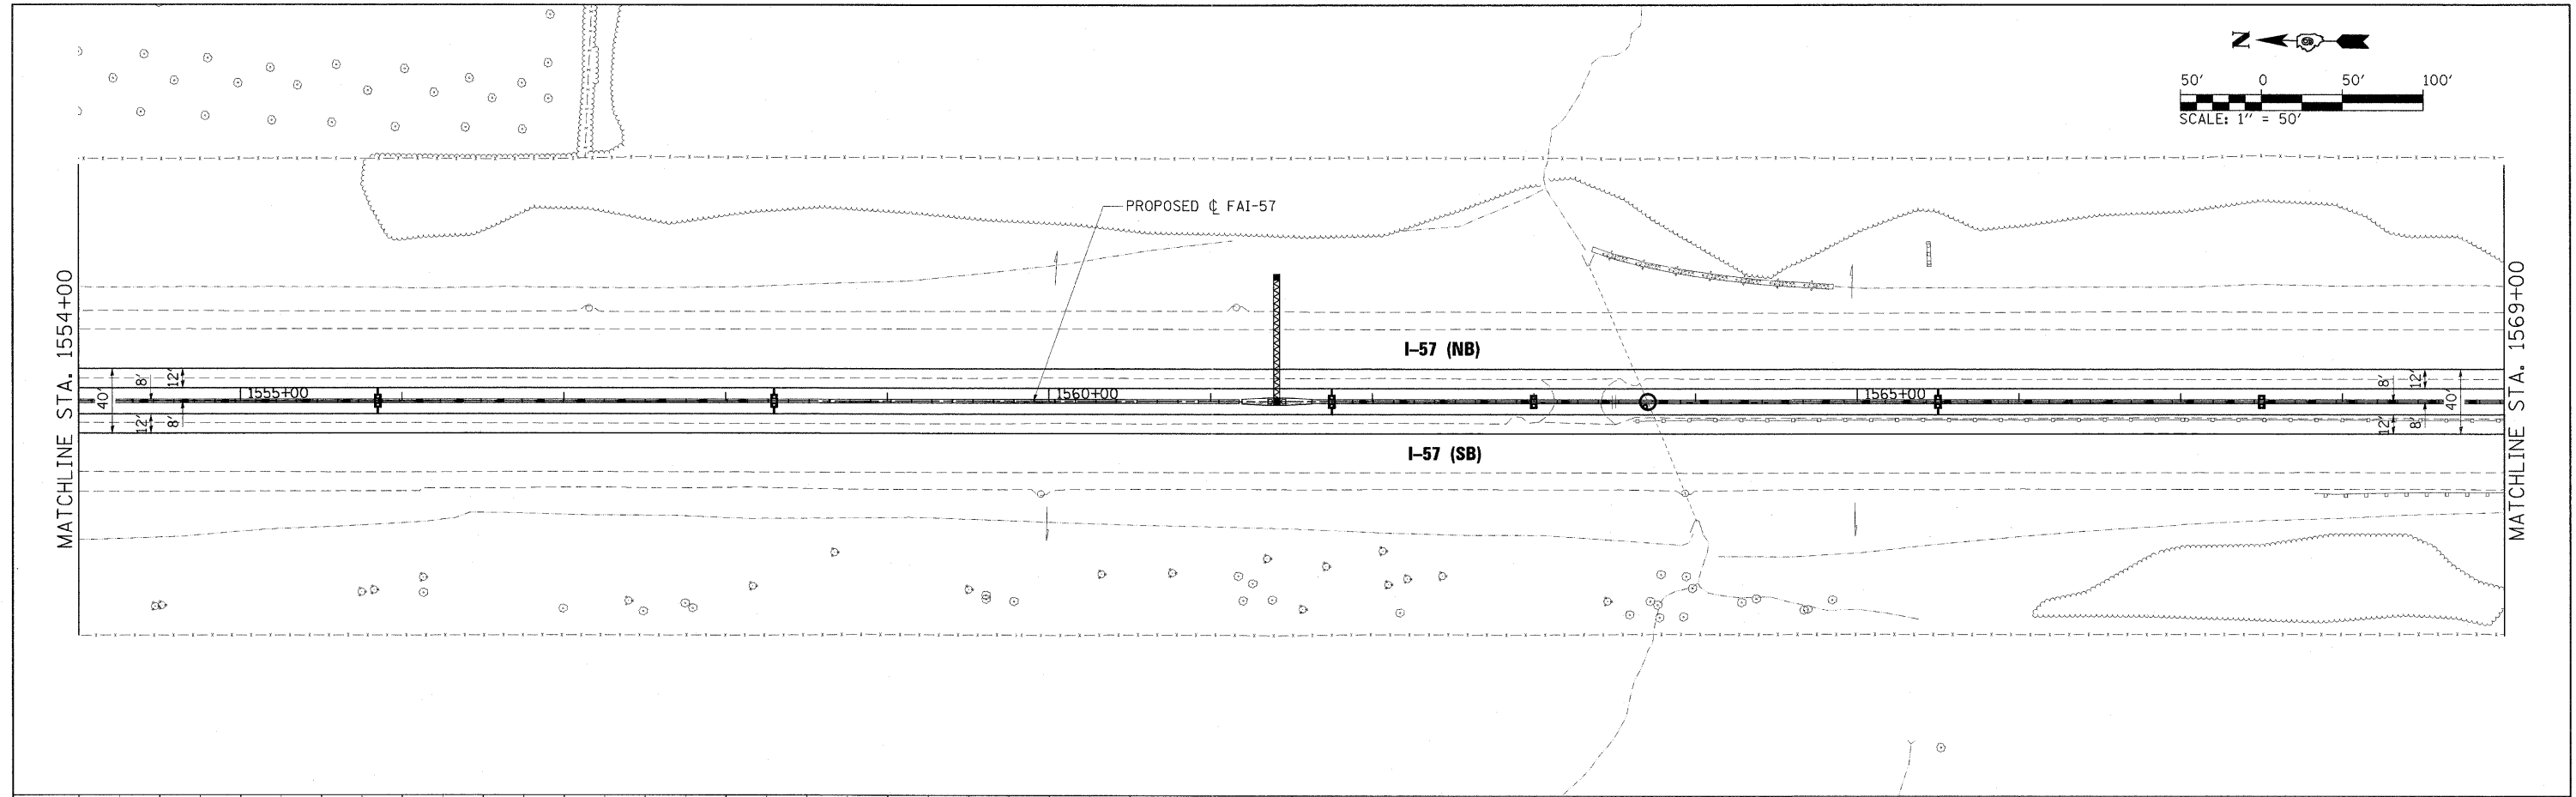 N
50' 0 50' 100'
SCALE: 1" = 50'
PROPOSED ℄ FAI-57
MATCHLINE STA. 1554+00
MATCHLINE STA. 1569+00
I-57 (NB)
40'
8'
12'
1555+00
1560+00
1565+00
8'
12'
40'
12'
8'
12'
8'
I-57 (SB)